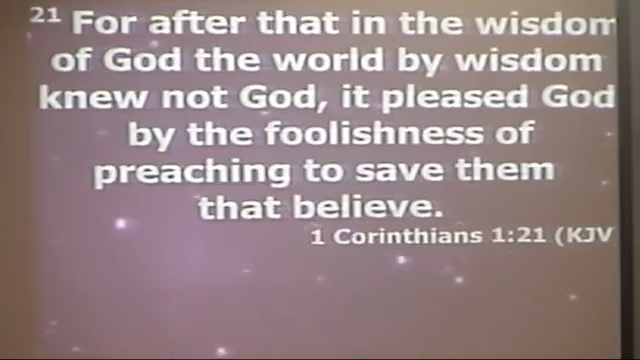 21 For after that in the wisdom
of God the world by wisdom
knew not God, it pleased God
by the foolishness of
preaching to save them
that believe.
1 Corinthians 1:21 (KJV